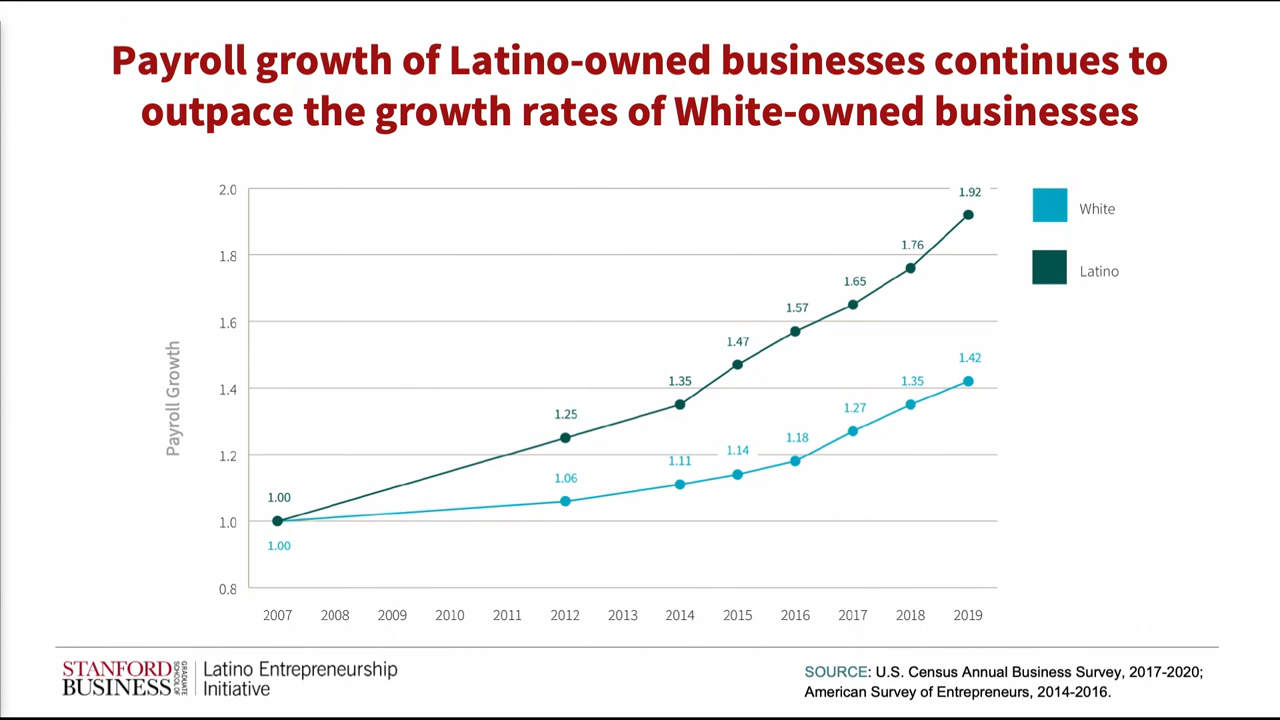 Payroll growth of Latino-owned businesses continues to
outpace the growth rates of White-owned businesses
Payroll Growth
2.0
1.8
1.6
1.4
1.2
1.0
0.8
1.00
1.25
1.35
1.47
1.57
1.65
1.76
1.92
1.00
1.06
1.11
1.14
1.18
1.27
1.35
1.42
2007 2008 2009 2010 2011 2012 2013 2014 2015 2016 2017 2018 2019
White
Latino
STANFORD
BUSINESS
GRADUATE
SCHOOL OF
Latino Entrepreneurship
Initiative
SOURCE: U.S. Census Annual Business Survey, 2017-2020;
American Survey of Entrepreneurs, 2014-2016.